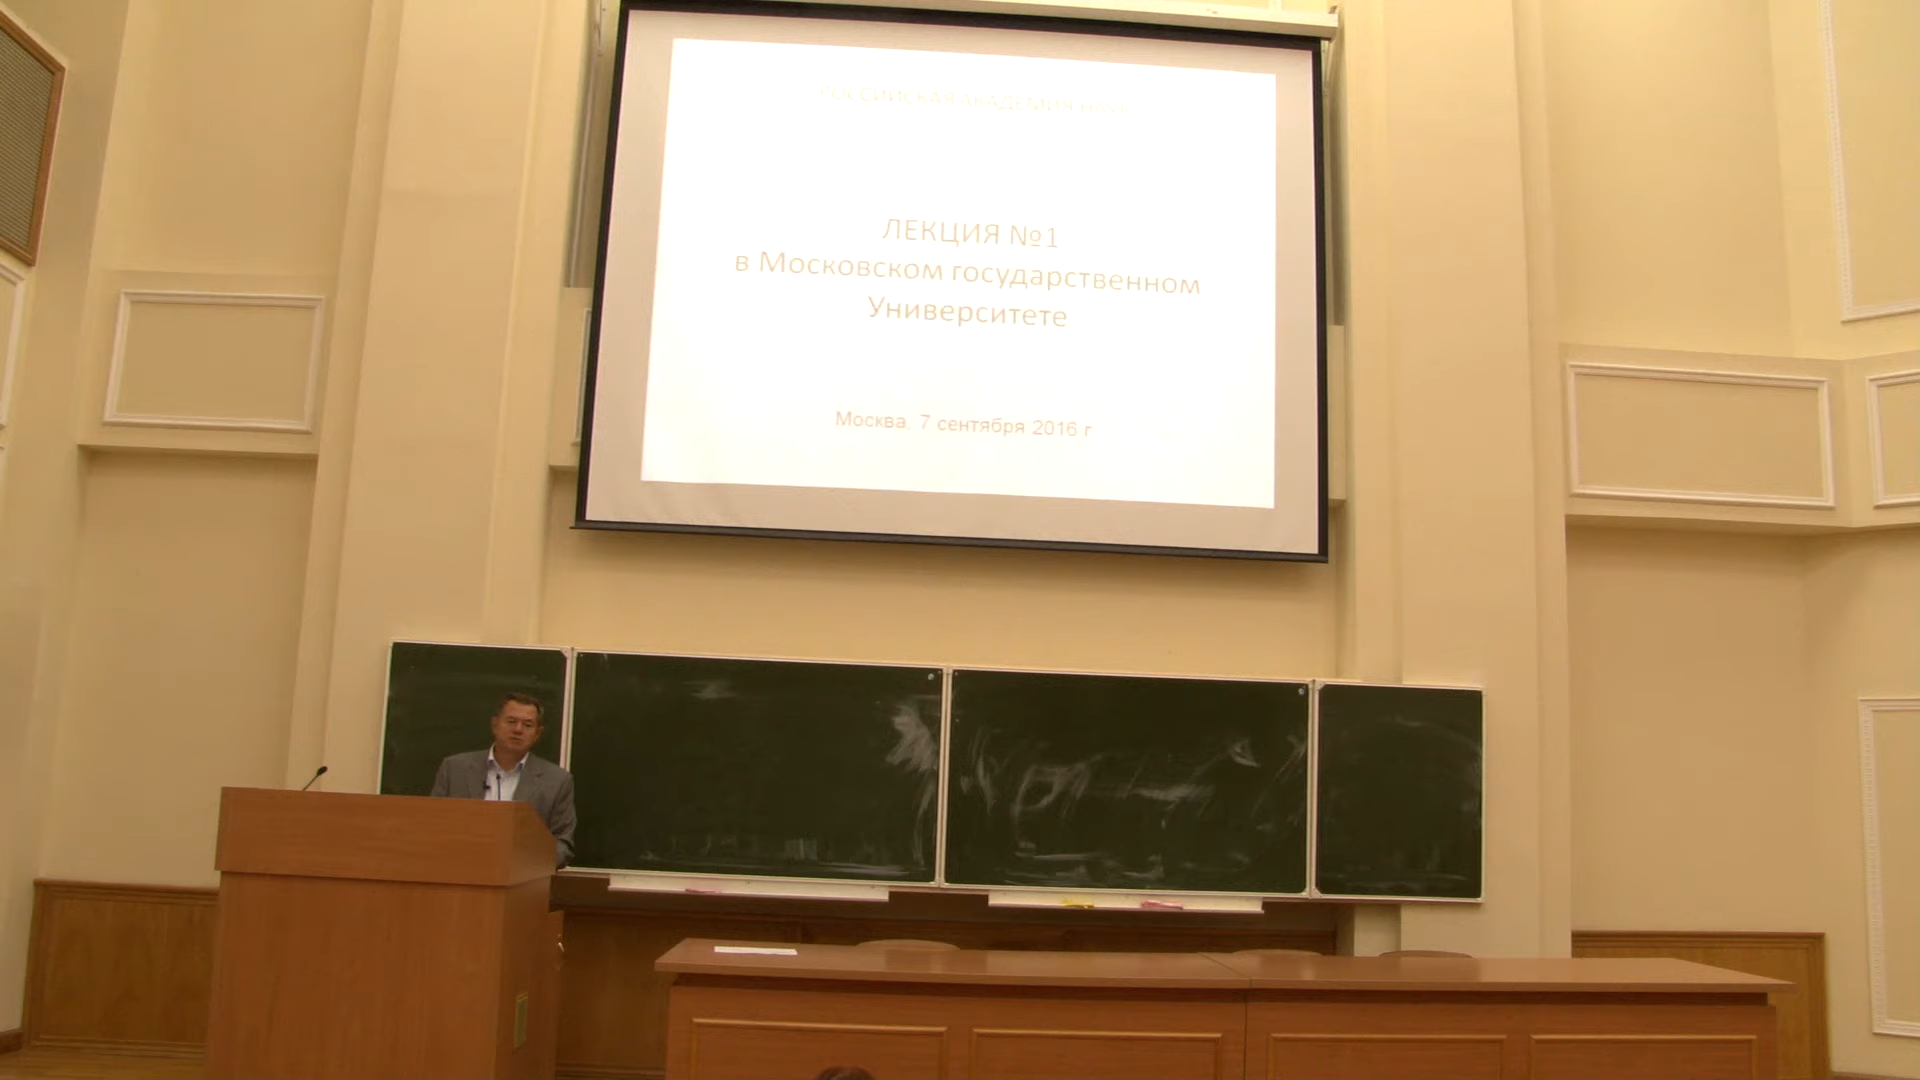 РОССИЙСКАЯ АКАДЕМИЯ НАУК
ЛЕКЦИЯ №1
в Московском государственном
Университете
Москва, 7 сентября 2016 г